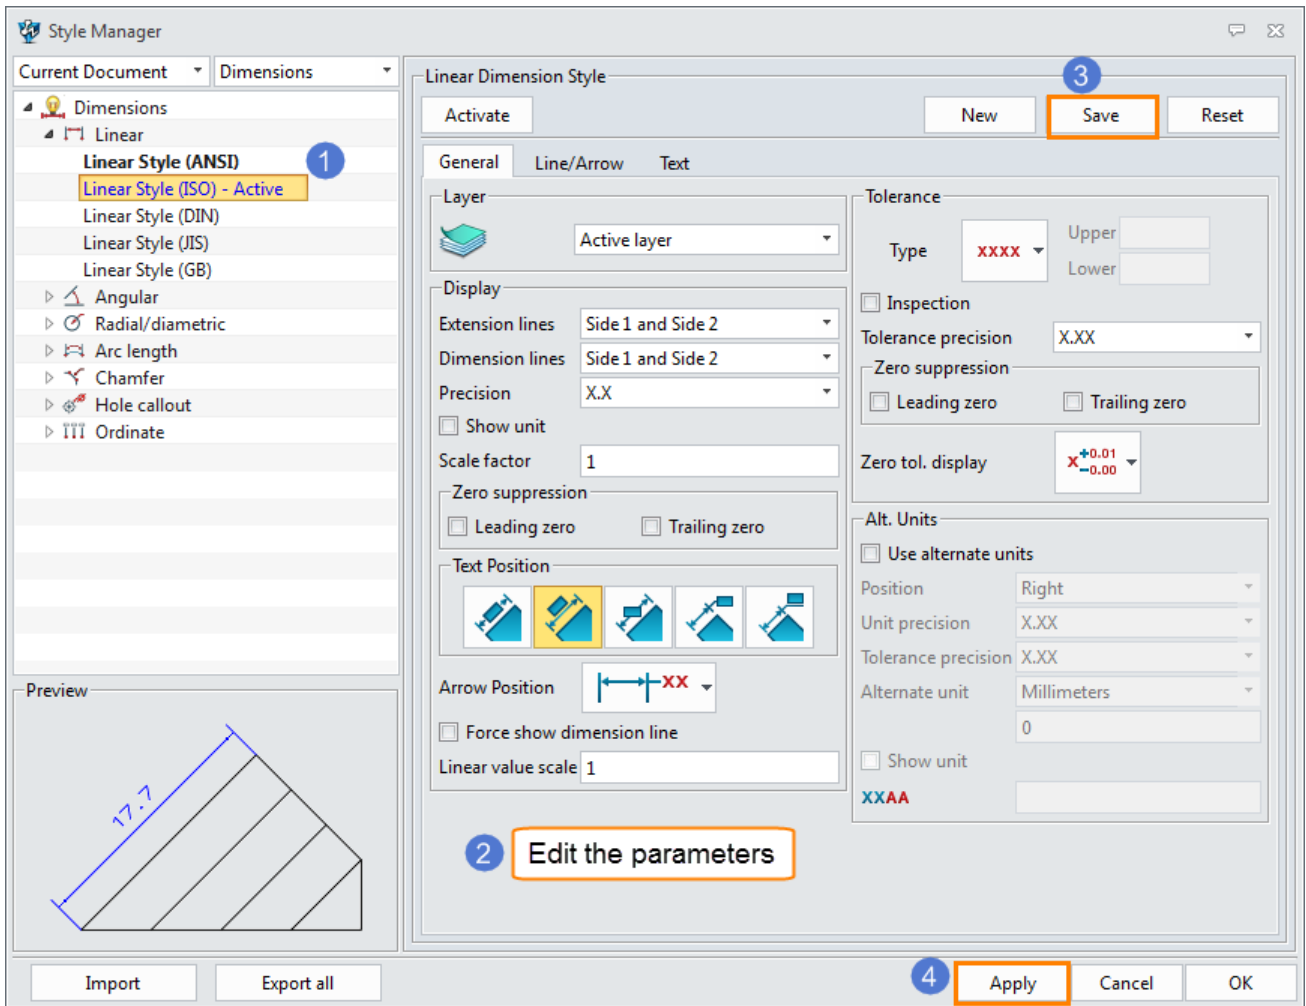 Style Manager
Current Document Dimensions
Dimensions
Linear
Linear Style (ANSI)
1
Linear Style (ISO) - Active
Linear Style (DIN)
Linear Style (JIS)
Linear Style (GB)
Angular
Radial/diametric
Arc length
Chamfer
Hole callout
Ordinate
Preview
17.7
Import Export all
Linear Dimension Style
3
Activate New Save Reset
General Line/Arrow Text
Layer
Active layer
Display
Extension lines Side 1 and Side 2
Dimension lines Side 1 and Side 2
Precision X.X
Show unit
Scale factor 1
Zero suppression
Leading zero Trailing zero
Text Position
Arrow Position XX
Force show dimension line
Linear value scale 1
Tolerance
Type XXXX Upper
Lower
Inspection
Tolerance precision X.XX
Zero suppression
Leading zero Trailing zero
Zero tol. display X +0.01
-0.00
Alt. Units
Use alternate units
Position Right
Unit precision X.XX
Tolerance precision X.XX
Alternate unit Millimeters
0
Show unit
XXAA
2 Edit the parameters
4 Apply Cancel OK